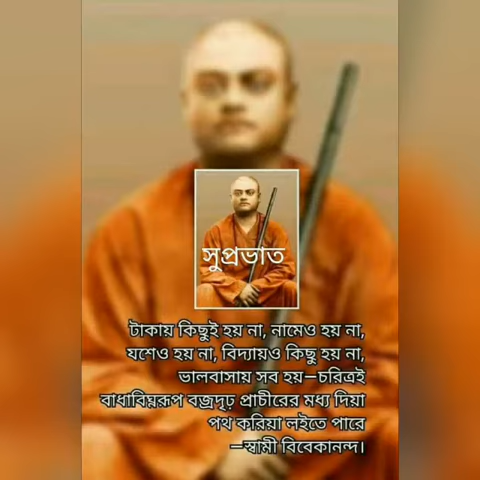 সুপ্রভাত
টাকায় কিছুই হয় না, নামেও হয় না,
যশেও হয় না, বিদ্যায়ও কিছু হয় না,
ভালবাসায় সব হয়—চরিত্রই
বাধাবিঘ্নরূপ বজ্রদৃঢ় প্রাচীরের মধ্য দিয়া
পথ করিয়া লইতে পারে
—স্বামী বিবেকানন্দ।